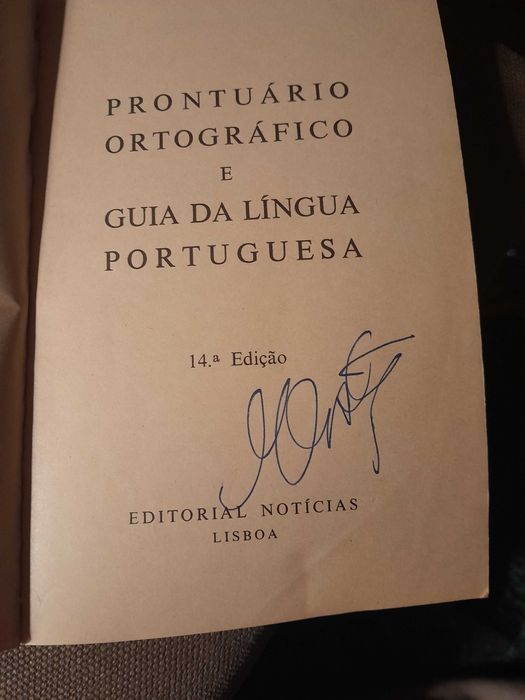 PRONTUÁRIO
ORTOGRÁFICO
E
GUIA DA LÍNGUA
PORTUGUESA
14.ª Edição
EDITORIAL NOTÍCIAS
LISBOA